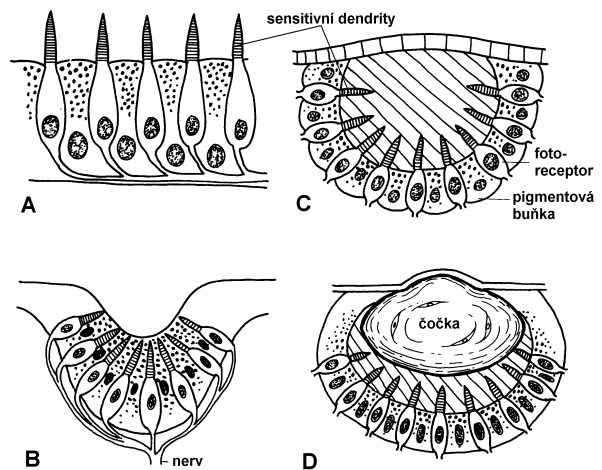 sensitivní dendrity
A
C
foto-
receptor
pigmentová
buňka
čočka
B
nerv
D